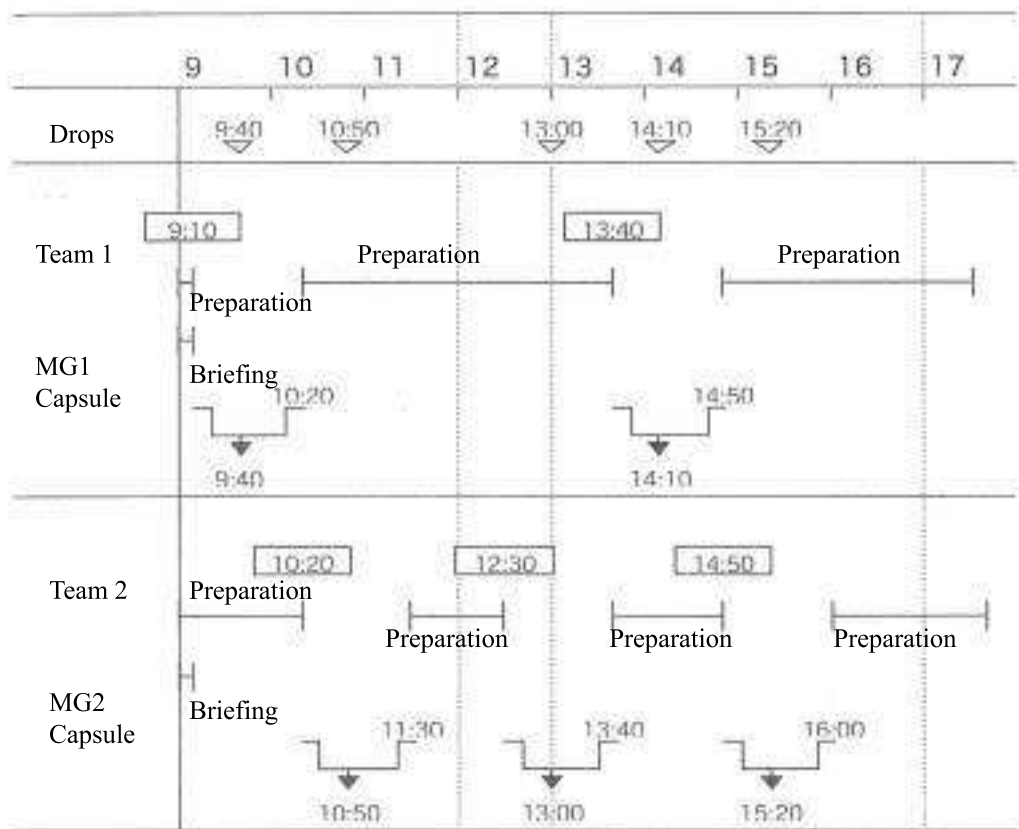 9 10 11 12 13 14 15 16 17
Drops 9:40 10:50 13:00 14:10 15:20
9:10 13:40
Team 1 Preparation Preparation
Preparation
MG1
Capsule
Briefing
10:20 14:50
9:40 14:10
10:20 12:30 14:50
Team 2 Preparation
Preparation Preparation Preparation
MG2
Capsule
Briefing
11:30 13:40 16:00
10:50 13:00 15:20